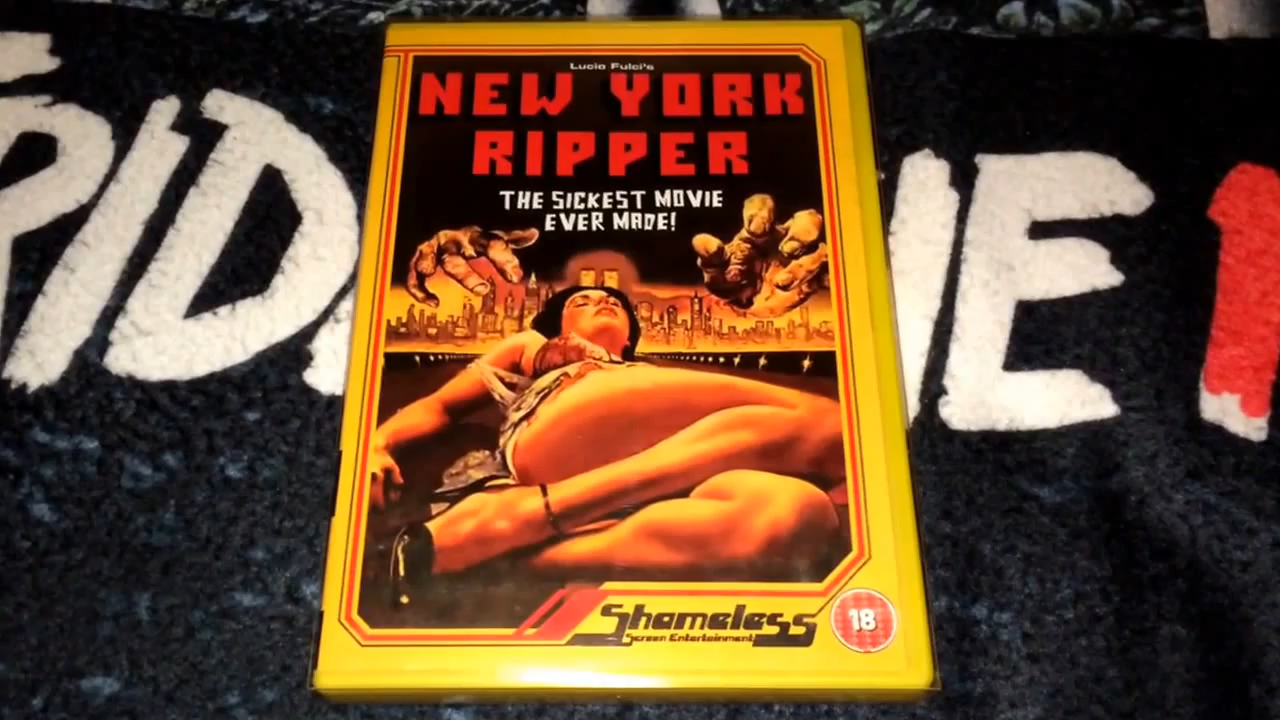 Lucio Fulci's
NEW YORK
RIPPER
THE SICKEST MOVIE
EVER MADE!
Shameless
Screen Entertainment
18